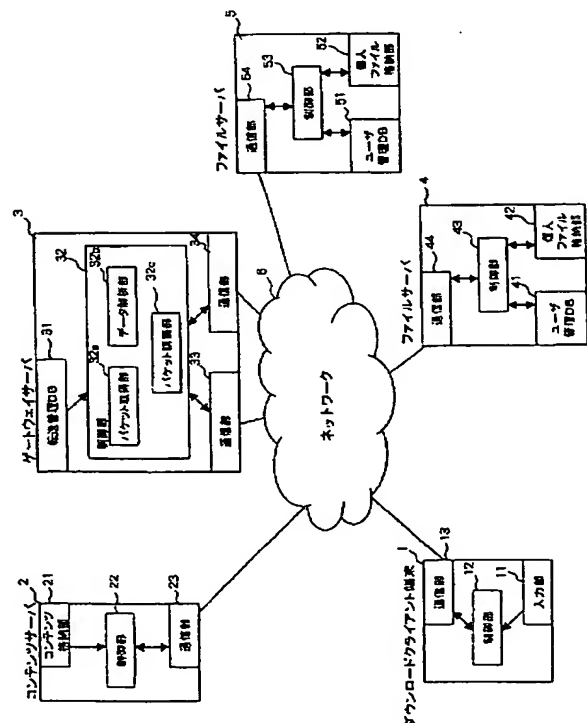 5
ファイルサーバ
54
通信部
53
制御部
52
個人
ファイル
格納部
51
ユーザ
管理DB
3
ゲートウェイサーバ
31
転送管理DB
32
制御部
32a
パケット収集部
32b
データ制御部
32c
33
通信部
34
通信部
4
ファイルサーバ
44
通信部
43
制御部
42
個人
ファイル
格納部
41
ユーザ
管理DB
6
ネットワーク
2
コンテンツサーバ
21
コンテンツ
格納部
22
制御部
23
通信部
1
ダウンロードクライアント端末
13
通信部
12
制御部
11
入力部